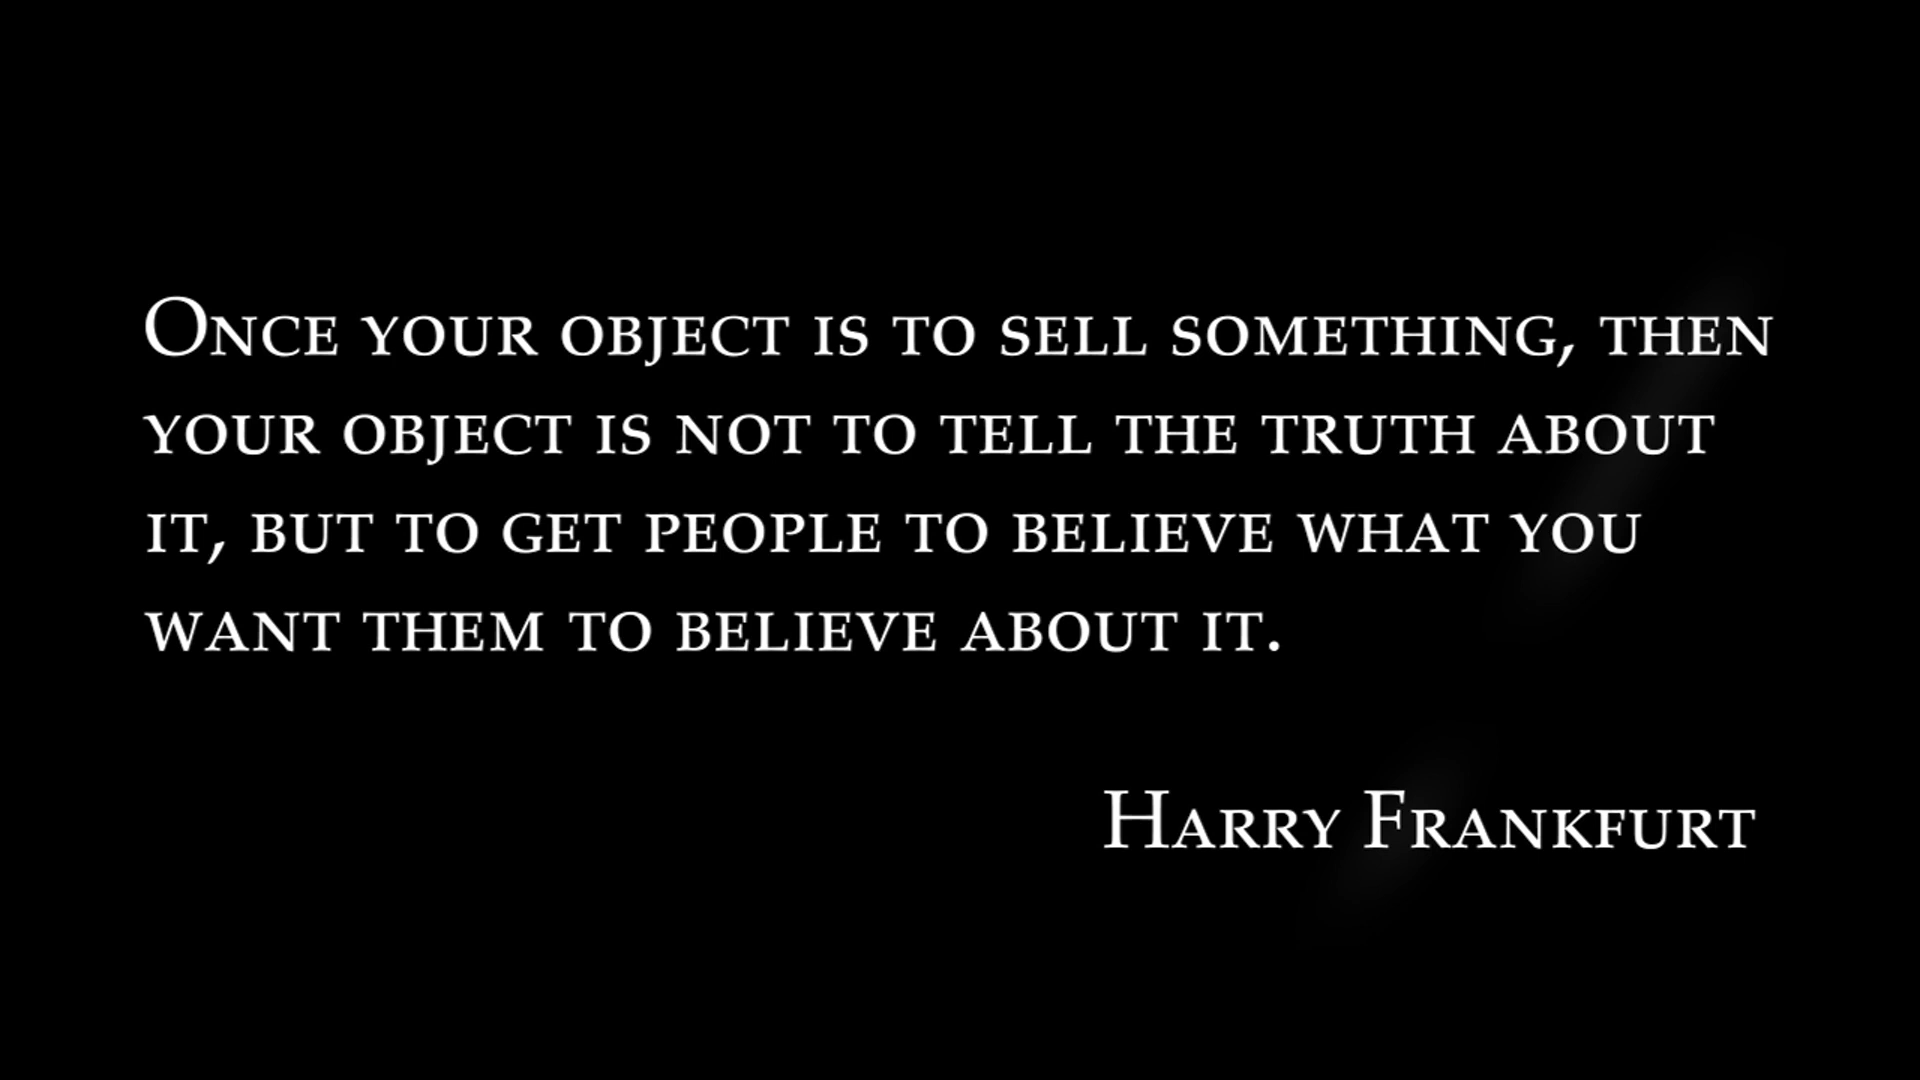 Once your object is to sell something, then
your object is not to tell the truth about
it, but to get people to believe what you
want them to believe about it.
Harry Frankfurt